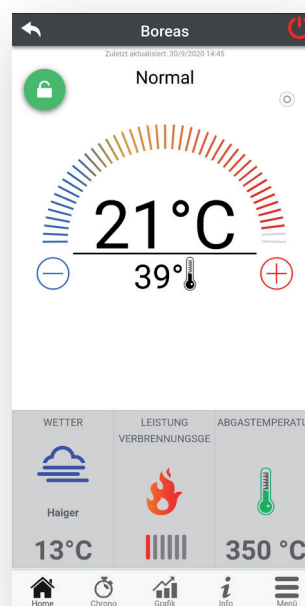 Boreas
Zuletzt aktualisiert: 30/9/2020 14:45
Normal
21°C
39°
WETTER
LEISTUNG
VERBRENNUNGSGE
ABGASTEMPERATU
Haiger
13°C
350 °C
Home
Chrono
Grafik
Info
Menü